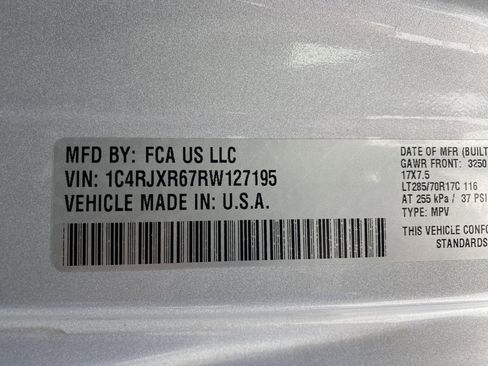 MFD BY: FCA US LLC
VIN: 1C4RJXR67RW127195
VEHICLE MADE IN: U.S.A.
DATE OF MFR (BUILT
GAWR FRONT: 3250
17X7.5
LT285/70R17C 116
AT 255 kPa / 37 PSI
TYPE: MPV
THIS VEHICLE CONFO
STANDARDS